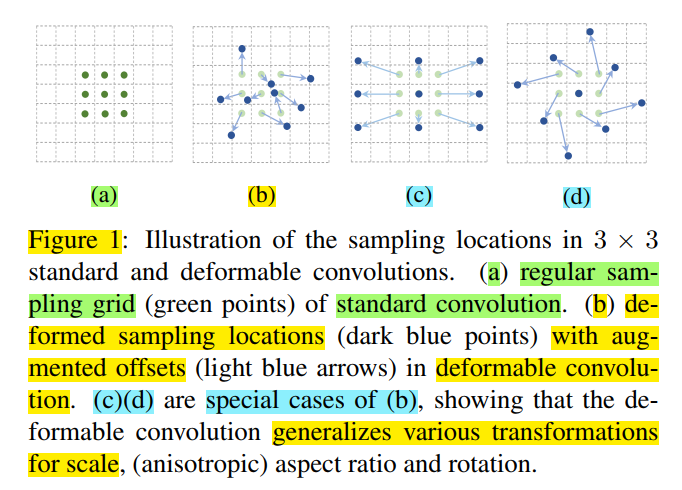 (a) (b) (c) (d)
Figure 1: Illustration of the sampling locations in 3 × 3
standard and deformable convolutions. (a) regular sam-
pling grid (green points) of standard convolution. (b) de-
formed sampling locations (dark blue points) with aug-
mented offsets (light blue arrows) in deformable convolu-
tion. (c)(d) are special cases of (b), showing that the de-
formable convolution generalizes various transformations
for scale, (anisotropic) aspect ratio and rotation.